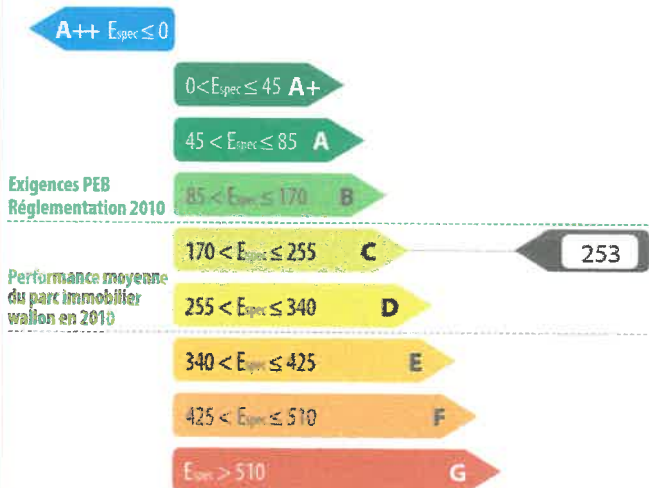 A++ Espec ≤ 0
0 < Espec ≤ 45 A+
45 < Espec ≤ 85 A
Exigences PEB
Réglementation 2010
85 < Espec ≤ 170 B
170 < Espec ≤ 255 C
253
Performance moyenne
du parc immobilier
wallon en 2010
255 < Espec ≤ 340 D
340 < Espec ≤ 425 E
425 < Espec ≤ 510 F
Espec > 510 G